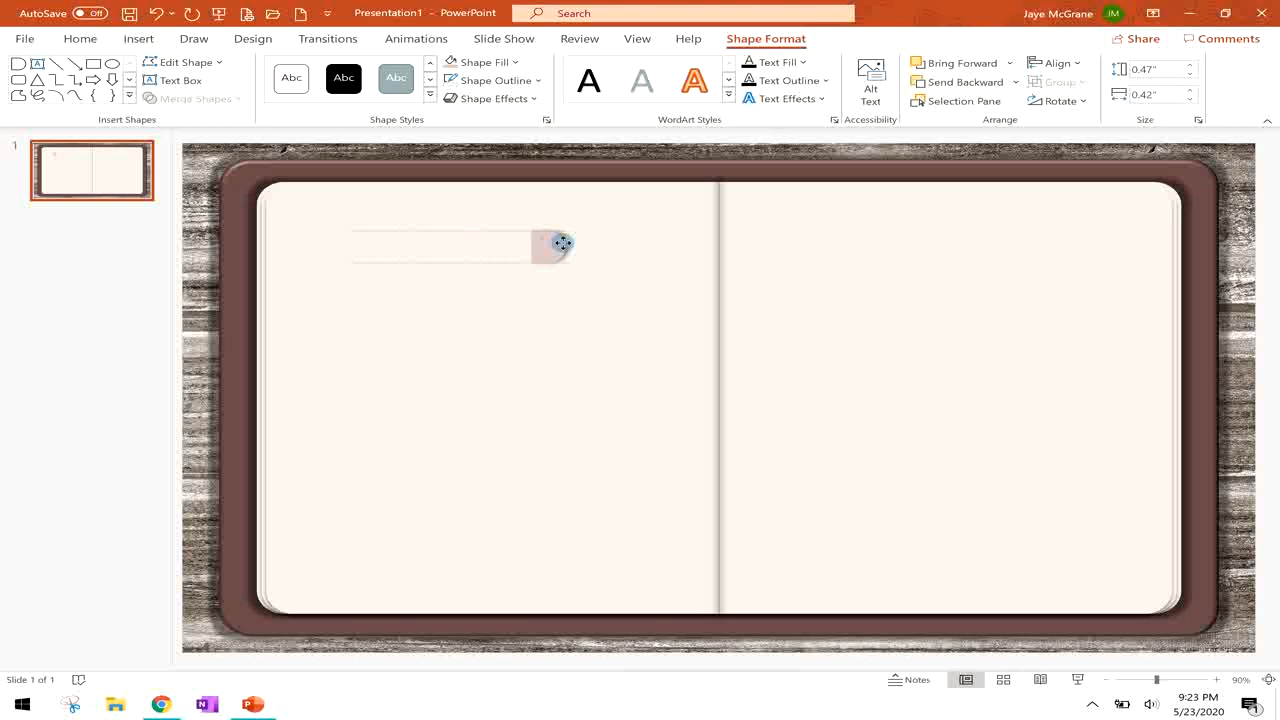 AutoSave Off Presentation1 - PowerPoint Search Jaye McGrane JM
File Home Insert Draw Design Transitions Animations Slide Show Review View Help Shape Format Share Comments
Edit Shape Abc Abc Abc Shape Fill A A A Text Fill Bring Forward Align 0.47"
Text Box Shape Outline Text Outline Alt Text Send Backward Group
Merge Shapes Shape Effects Text Effects Selection Pane Rotate 0.42"
Insert Shapes Shape Styles WordArt Styles Accessibility Arrange Size
1
Slide 1 of 1 Notes 90%
9:23 PM
5/23/2020